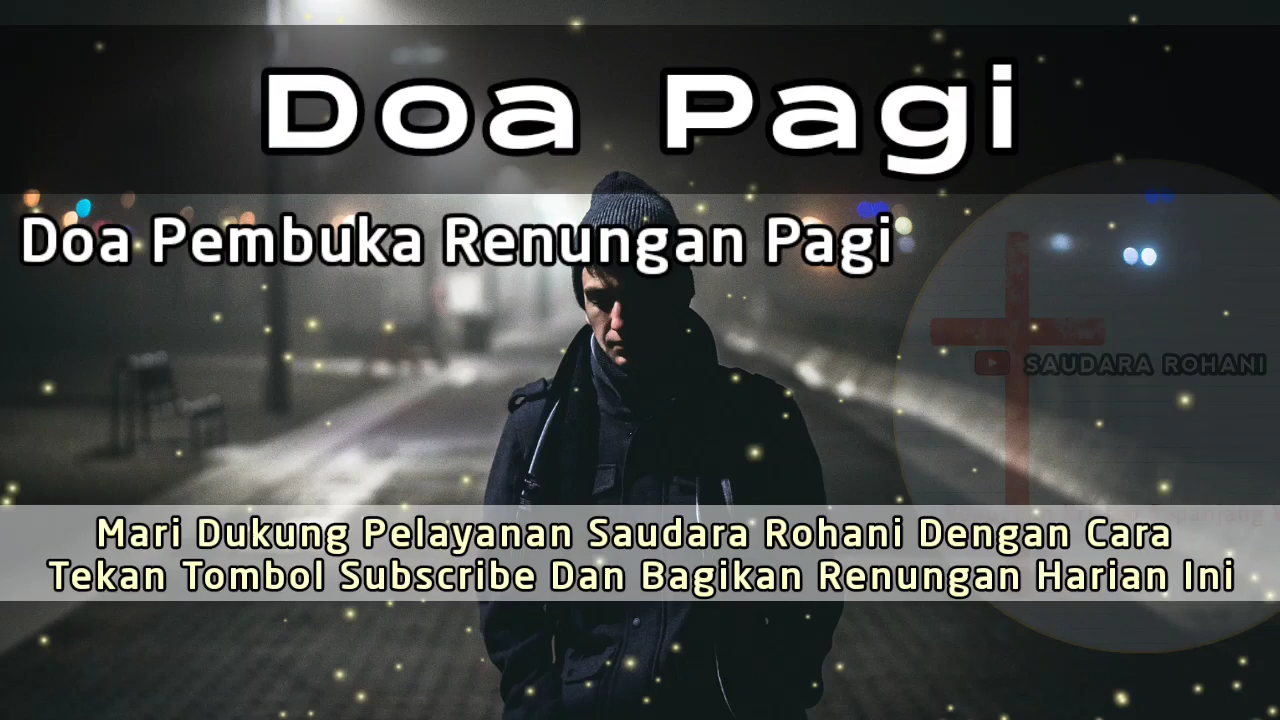 Doa Pagi
Doa Pembuka Renungan Pagi
SAUDARA ROHANI
Mari Dukung Pelayanan Saudara Rohani Dengan Cara
Tekan Tombol Subscribe Dan Bagikan Renungan Harian Ini